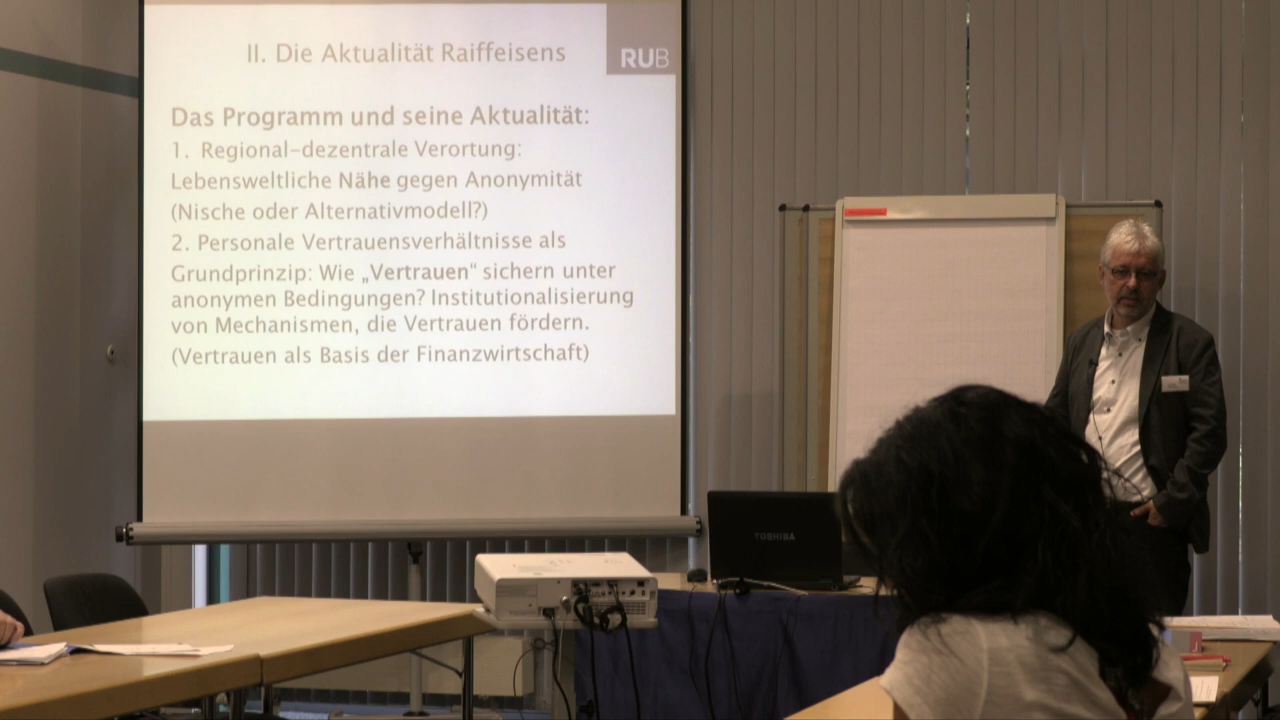 II. Die Aktualität Raiffeisens
RUB
Das Programm und seine Aktualität:
1. Regional-dezentrale Verortung:
Lebensweltliche Nähe gegen Anonymität
(Nische oder Alternativmodell?)
2. Personale Vertrauensverhältnisse als
Grundprinzip: Wie „Vertrauen“ sichern unter
anonymen Bedingungen? Institutionalisierung
von Mechanismen, die Vertrauen fördern.
(Vertrauen als Basis der Finanzwirtschaft)
TOSHIBA